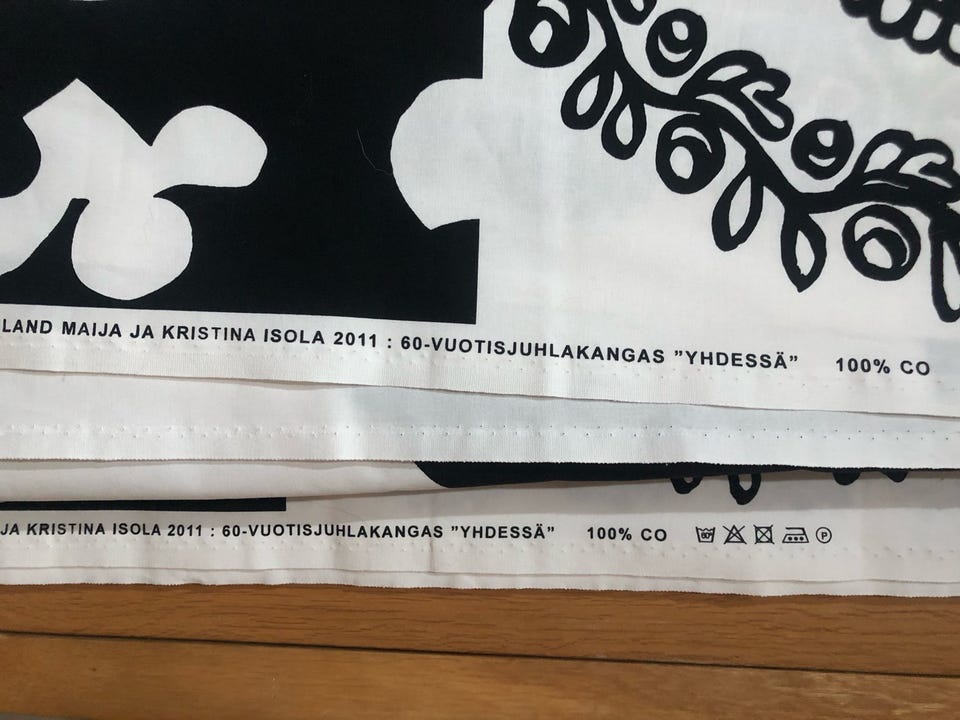 LAND MAIJA JA KRISTINA ISOLA 2011 : 60-VUOTISJUHLAKANGAS ”YHDESSÄ” 100% CO
JA KRISTINA ISOLA 2011 : 60-VUOTISJUHLAKANGAS ”YHDESSÄ” 100% CO P